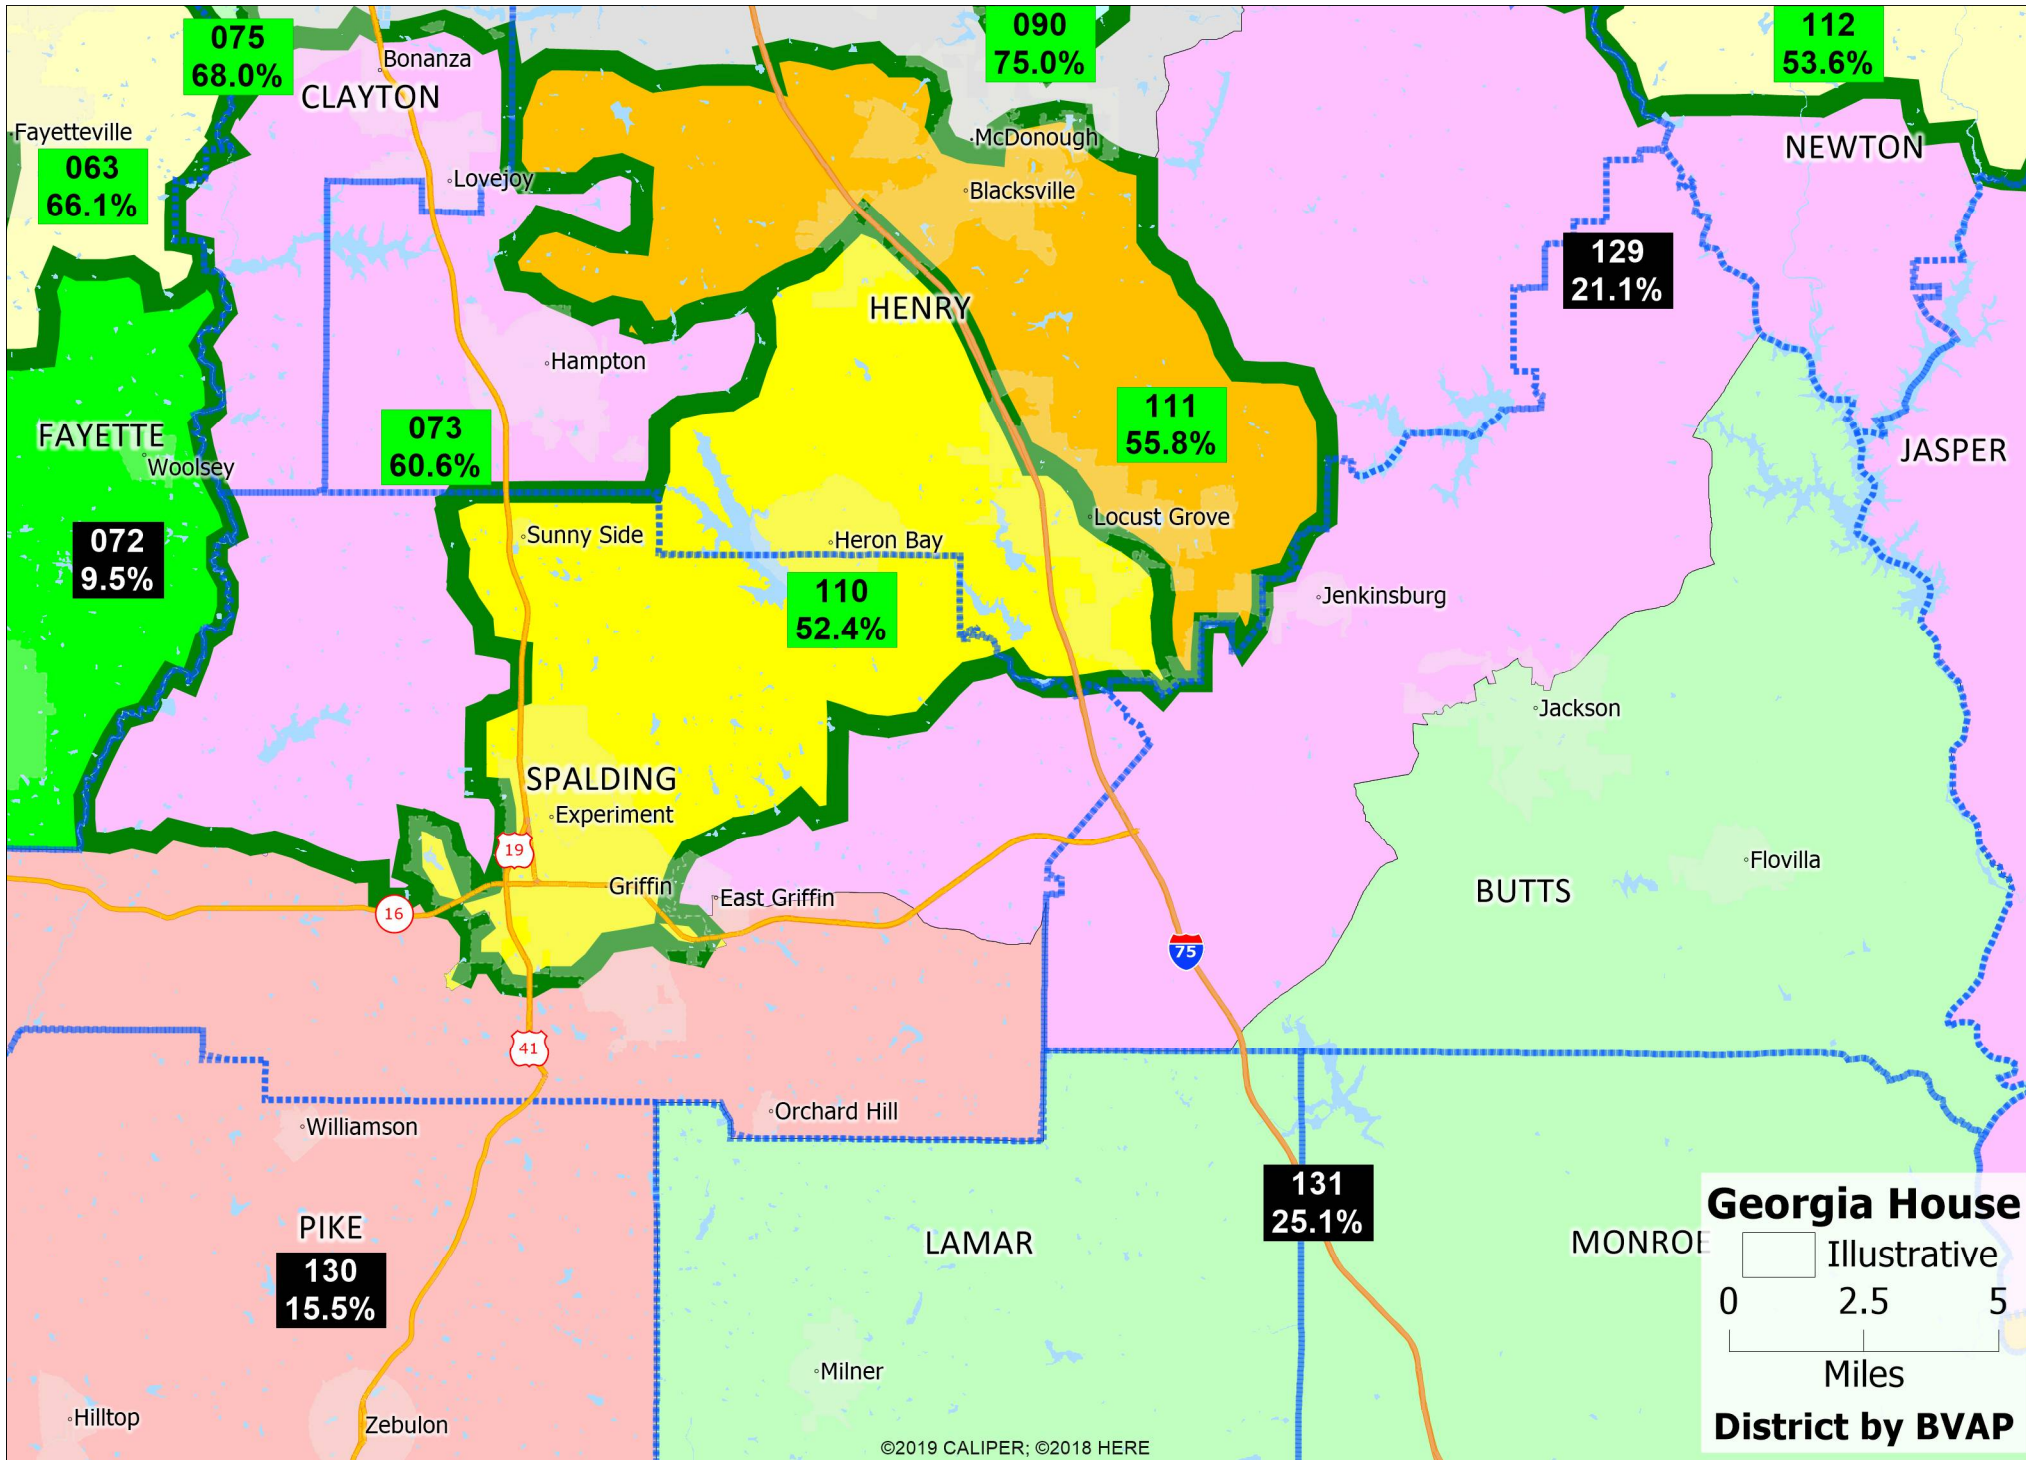 075
68.0%
090
75.0%
112
53.6%
Bonanza
CLAYTON
Fayetteville
McDonough
NEWTON
063
66.1%
Lovejoy
Blacksville
129
21.1%
HENRY
Hampton
111
55.8%
073
60.6%
FAYETTE
Woolsey
JASPER
Locust Grove
072
9.5%
Sunny Side
Heron Bay
110
52.4%
Jenkinsburg
Jackson
SPALDING
Experiment
19
Flovilla
Griffin
East Griffin
BUTTS
16
75
41
Orchard Hill
Williamson
131
25.1%
PIKE
LAMAR
MONROE
130
15.5%
Milner
Hilltop
Zebulon
Georgia House
Illustrative
0 2.5 5
Miles
District by BVAP
©2019 CALIPER; ©2018 HERE